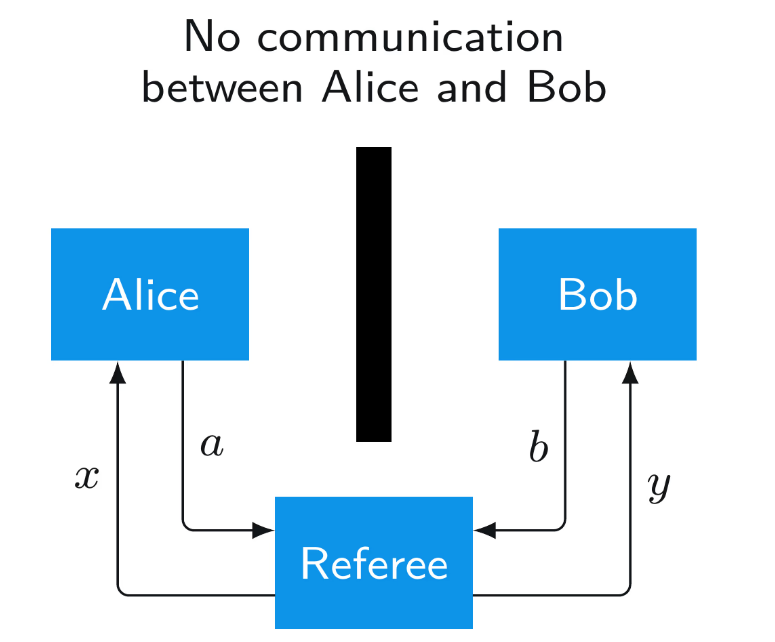 No communication
between Alice and Bob
Alice
Bob
a
b
x
y
Referee